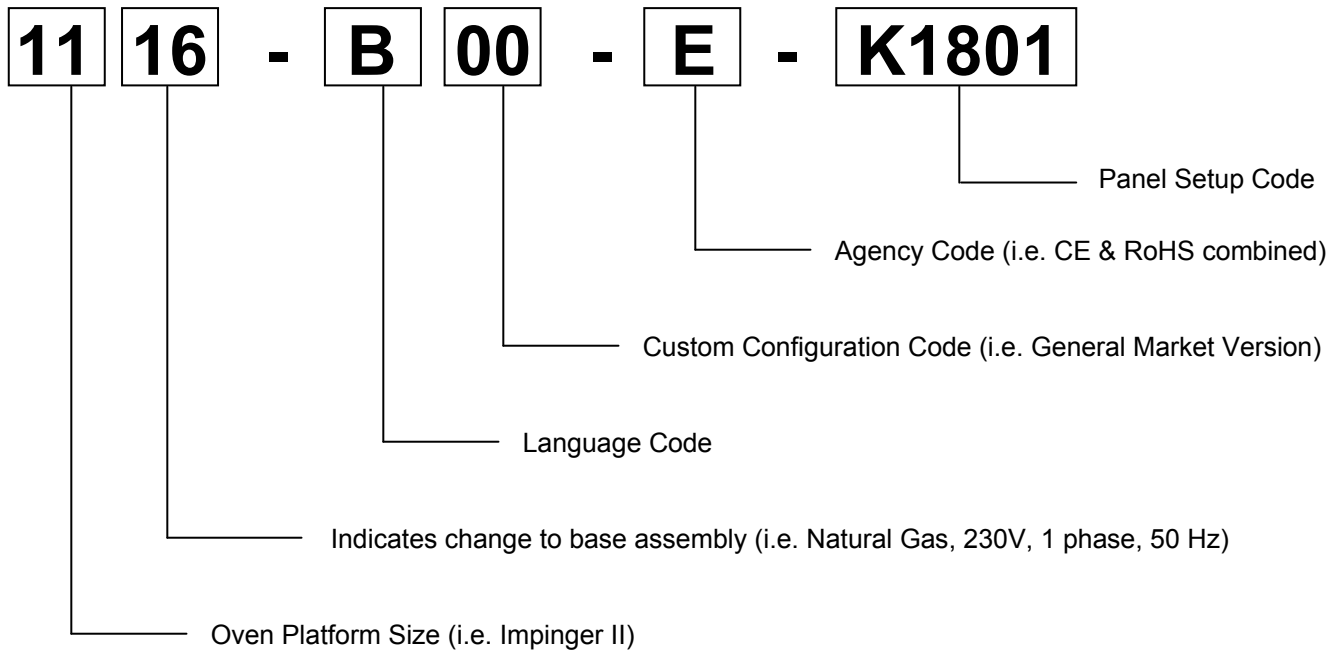 11 16 - B 00 - E - K1801
Panel Setup Code
Agency Code (i.e. CE & RoHS combined)
Custom Configuration Code (i.e. General Market Version)
Language Code
Indicates change to base assembly (i.e. Natural Gas, 230V, 1 phase, 50 Hz)
Oven Platform Size (i.e. Impinger II)